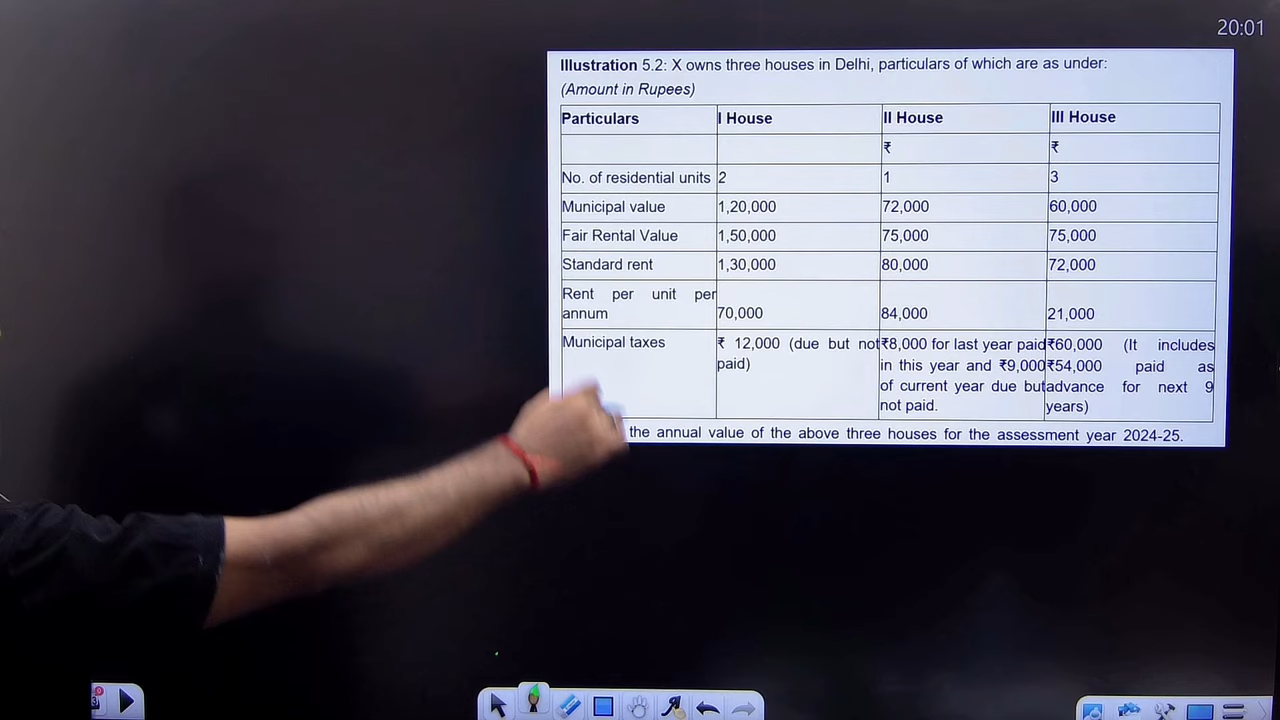 20:01
Illustration 5.2: X owns three houses in Delhi, particulars of which are as under:
(Amount in Rupees)
Particulars I House II House III House
₹ ₹
No. of residential units 2 1 3
Municipal value 1,20,000 72,000 60,000
Fair Rental Value 1,50,000 75,000 75,000
Standard rent 1,30,000 80,000 72,000
Rent per unit per
annum 70,000 84,000 21,000
Municipal taxes ₹ 12,000 (due but not ₹8,000 for last year paid ₹60,000 (It includes
paid) in this year and ₹9,000 ₹54,000 paid as
of current year due but advance for next 9
not paid. years)
the annual value of the above three houses for the assessment year 2024-25.